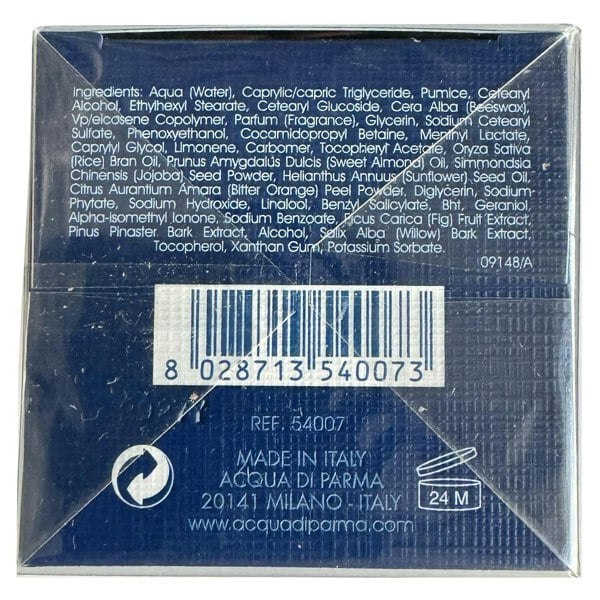 Ingredients: Aqua (Water), Caprylic/capric Triglyceride, Pumice, Cetearyl
Alcohol, Ethylhexyl Stearate, Cetearyl Glucoside, Cera Alba (Beeswax),
Vp/eicosene Copolymer, Parfum (Fragrance), Glycerin, Sodium Cetearyl
Sulfate, Phenoxyethanol, Cocamidopropyl Betaine, Menthyl Lactate,
Caprylyl Glycol, Limonene, Carbomer, Tocopheryl Acetate, Oryza Sativa
(Rice) Bran Oil, Prunus Amygdalus Dulcis (Sweet Almond) Oil, Simmondsia
Chinensis (Jojoba) Seed Powder, Helianthus Annuus (Sunflower) Seed Oil,
Citrus Aurantium Amara (Bitter Orange) Peel Powder, Diglycerin, Sodium
Phytate, Sodium Hydroxide, Linalool, Benzyl Salicylate, Bht, Geraniol,
Alpha-isomethyl Ionone, Sodium Benzoate, Ficus Carica (Fig) Fruit Extract,
Pinus Pinaster Bark Extract, Alcohol, Salix Alba (Willow) Bark Extract,
Tocopherol, Xanthan Gum, Potassium Sorbate.
09148/A
8 028713 540073
REF. 54007
MADE IN ITALY
ACQUA DI PARMA
20141 MILANO - ITALY
www.acquadiparma.com
24 M